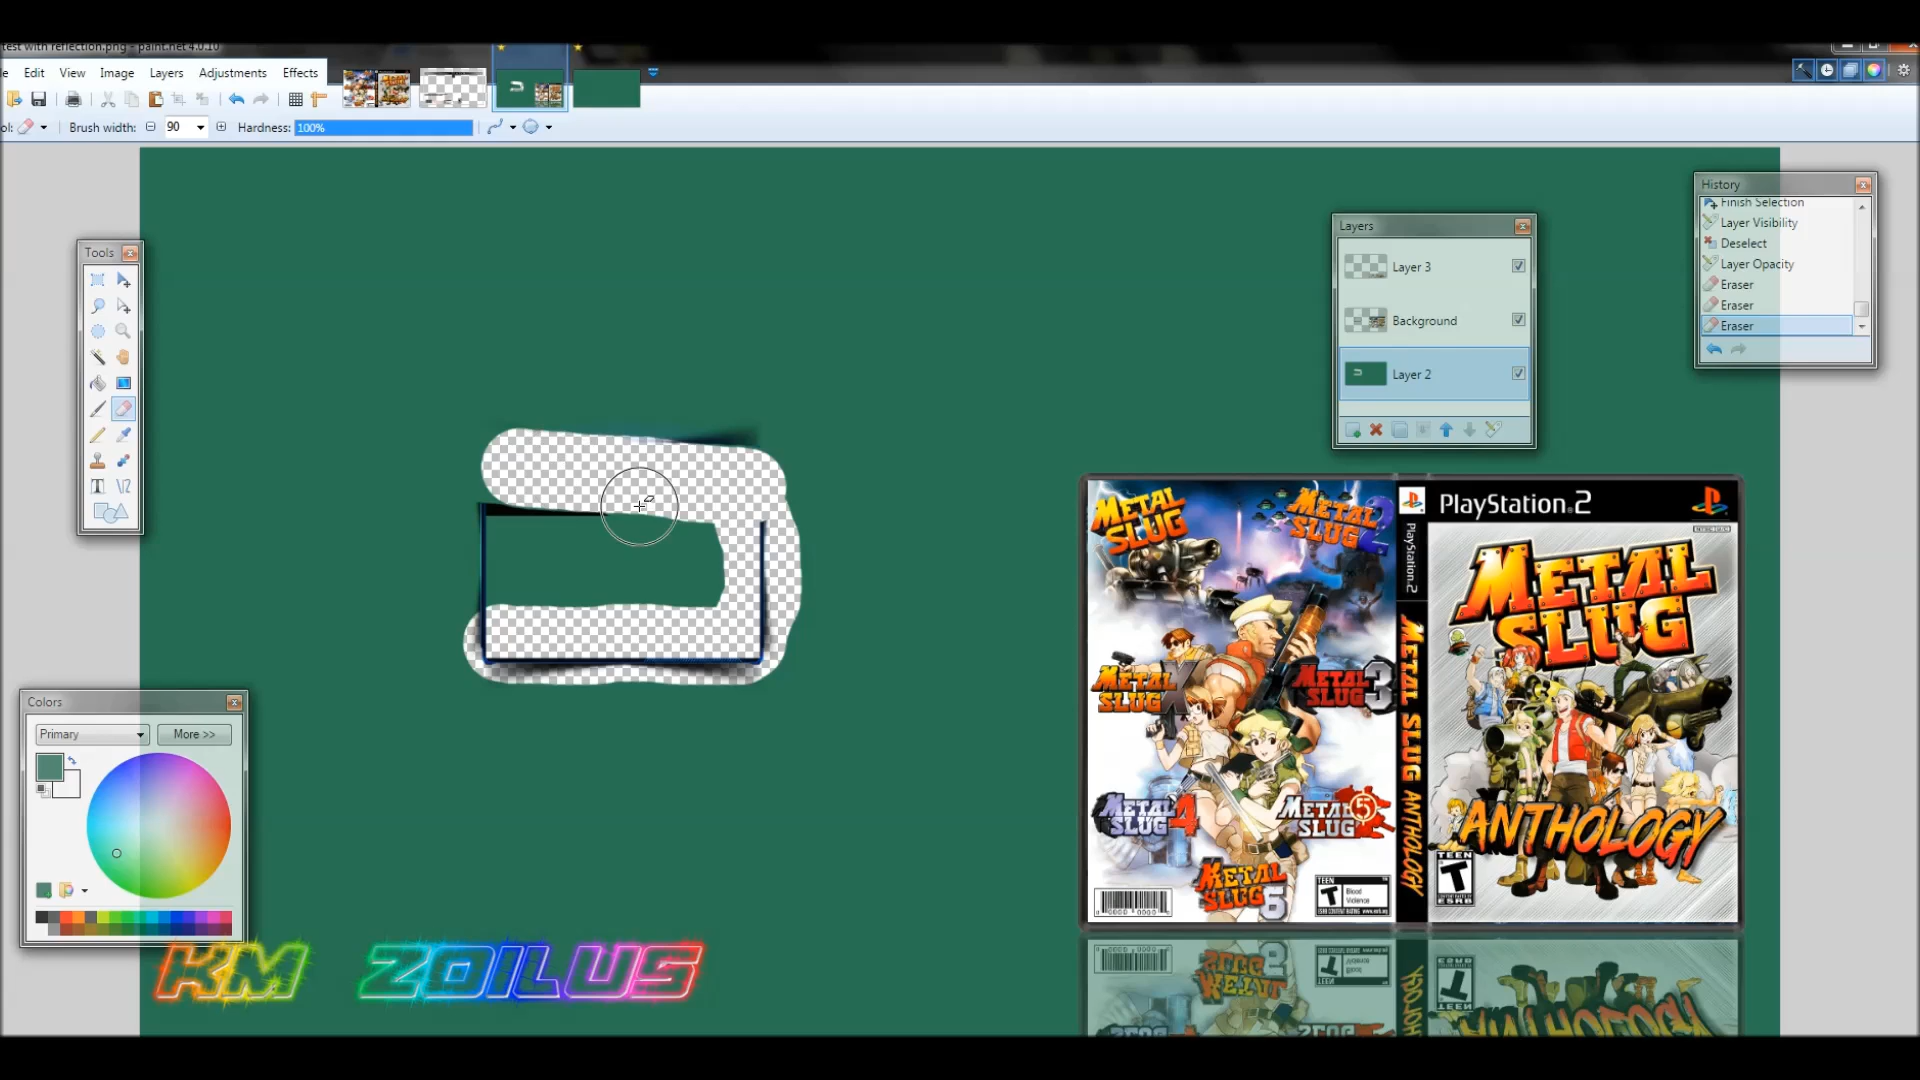 test with reflection.png - paint.net 4.0.10
Edit View Image Layers Adjustments Effects
Brush width: 90 Hardness: 100%
History
Finish Selection
Layer Visibility
Deselect
Layer Opacity
Eraser
Eraser
Eraser
Layers
Layer 3
Background
Layer 2
Tools
Colors
Primary
More >>
KM ZOILUS
METAL SLUG
METAL SLUG 2
METAL SLUG X
METAL SLUG 3
METAL SLUG 4
METAL SLUG 5
METAL SLUG 6
TEEN
T
Blood
Violence
PlayStation 2
METAL SLUG ANTHOLOGY
PlayStation 2
METAL SLUG
ANTHOLOGY
TEEN
T
ESRB